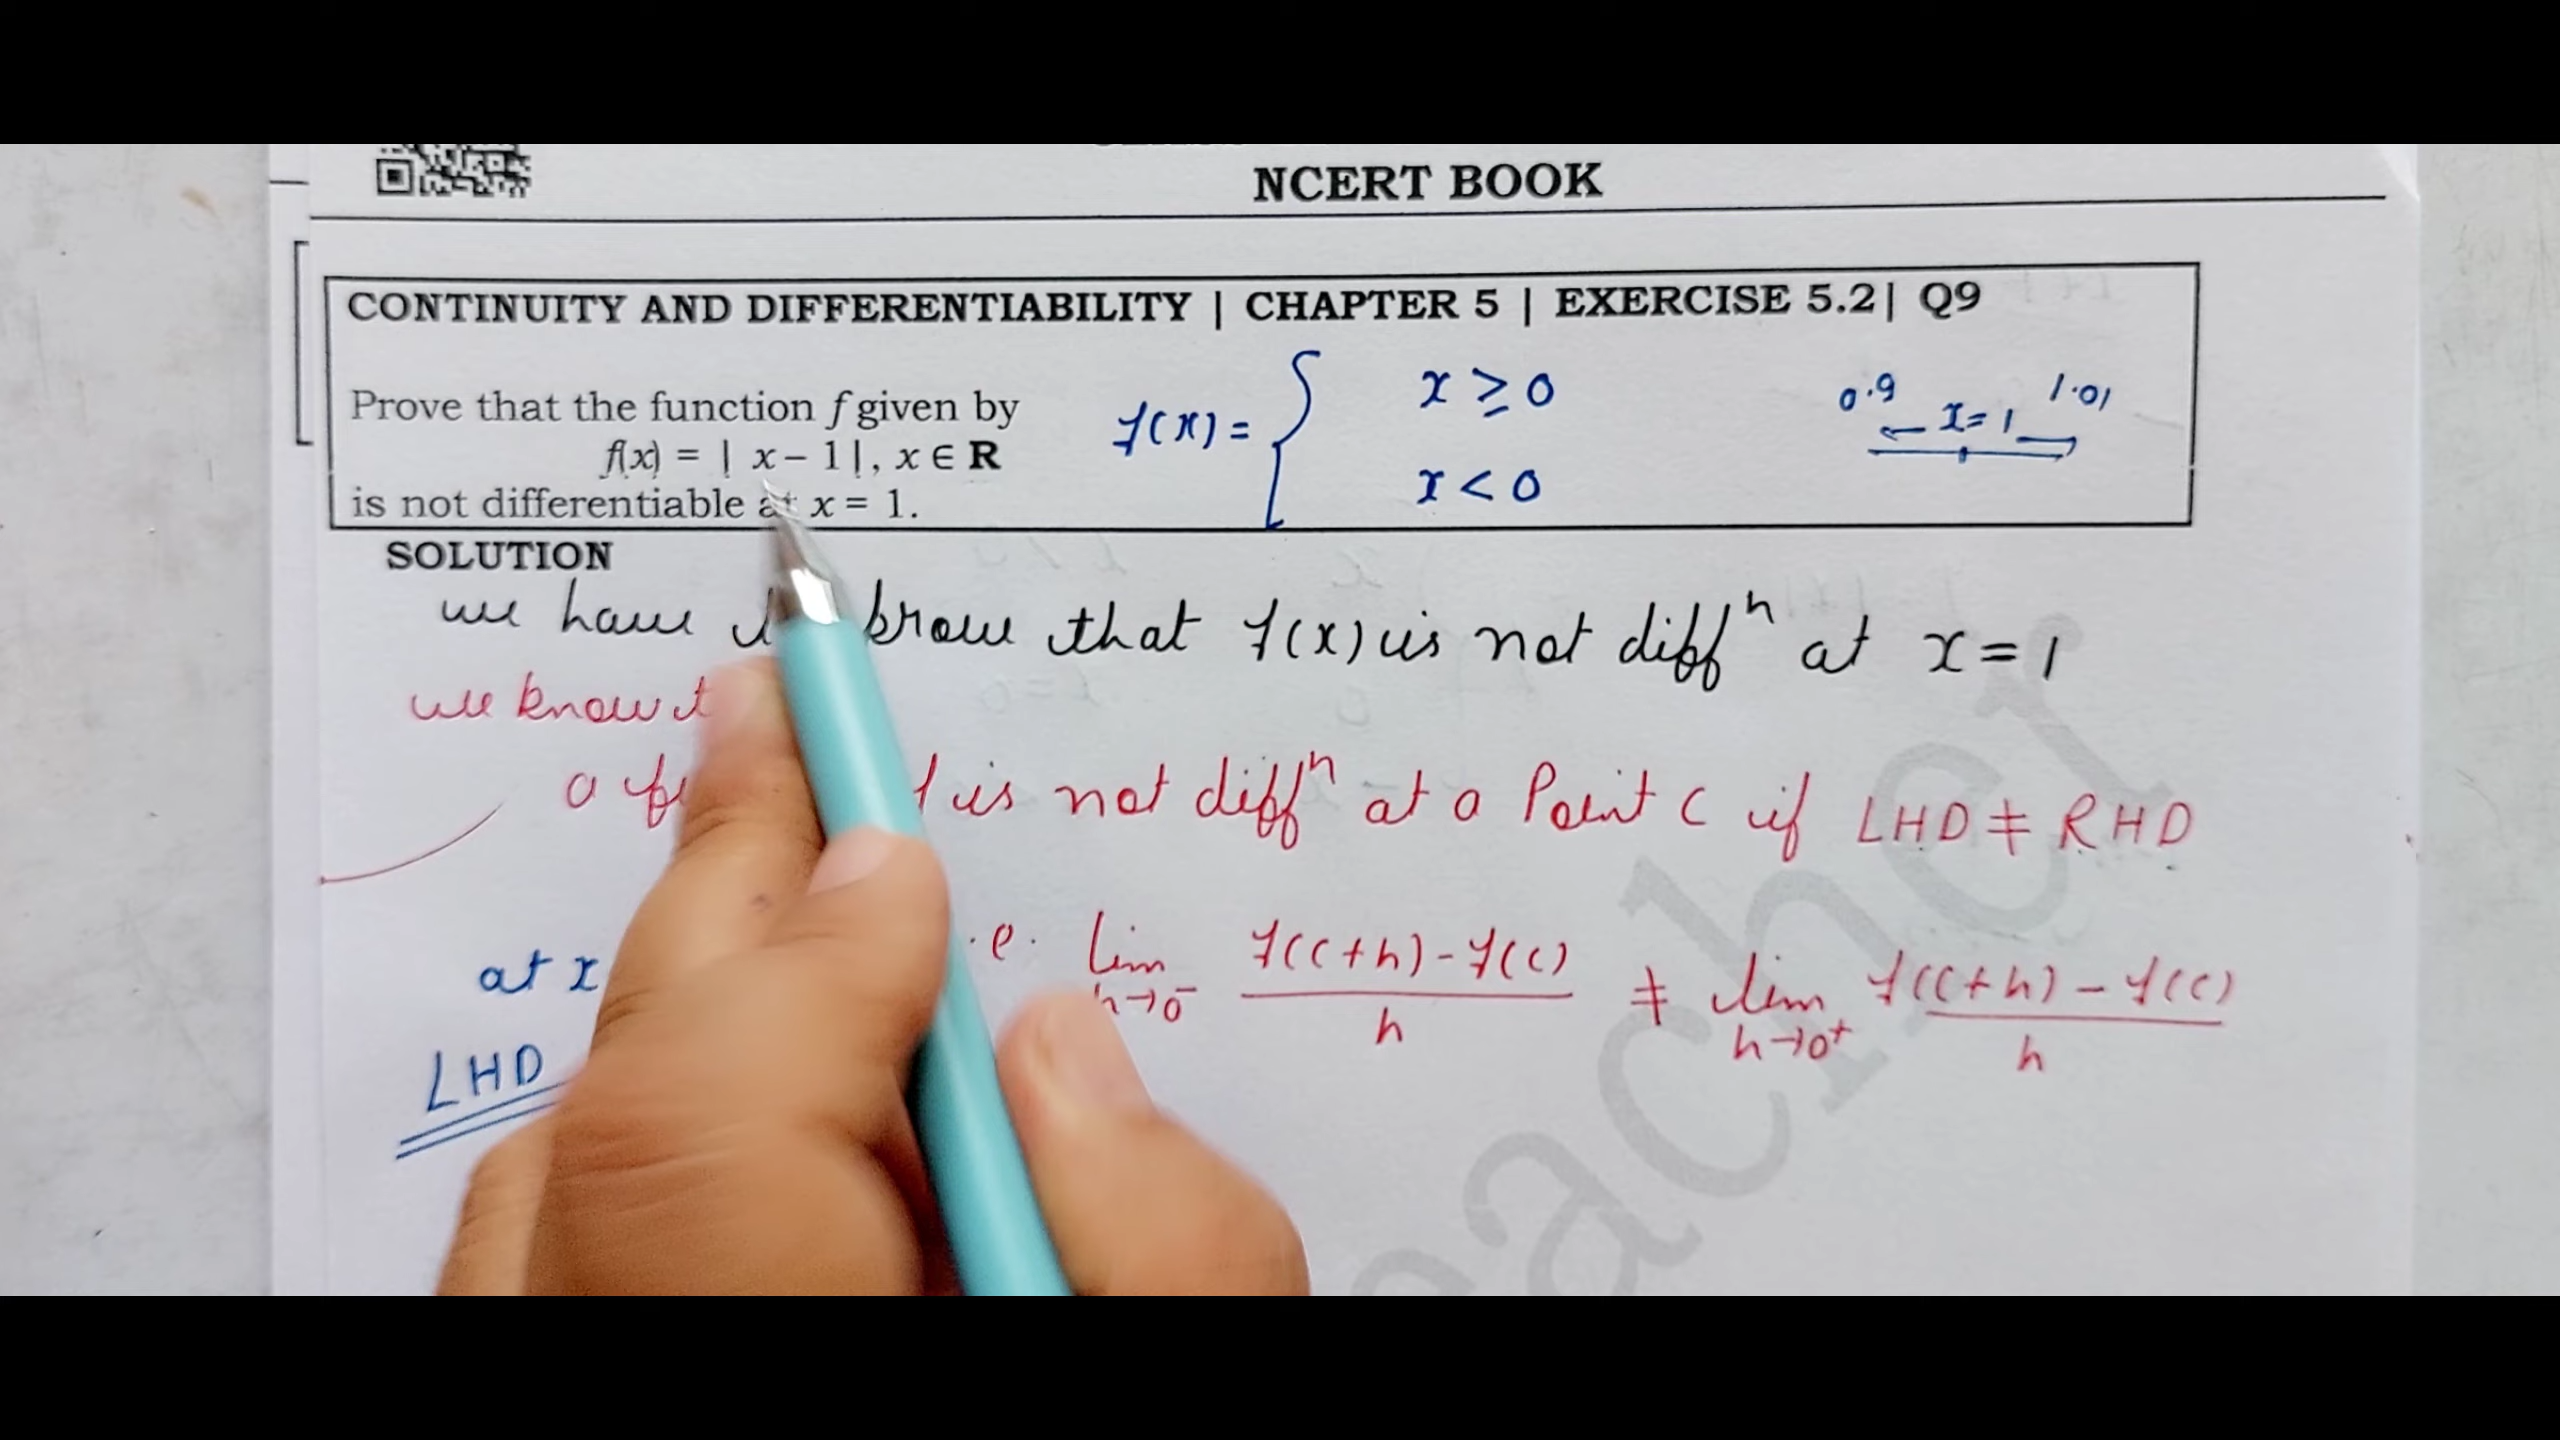 NCERT BOOK
CONTINUITY AND DIFFERENTIABILITY | CHAPTER 5 | EXERCISE 5.2| Q9
Prove that the function f given by
f(x) = | x – 1|, x ∈ R
is not differentiable at x = 1.
f(x) = { x ≥ 0
x < 0
0.9 x=1 1.01
SOLUTION
we have know that f(x) is not diffⁿ at x = 1
we know
a is not diffⁿ at a Point C if LHD ≠ RHD
at x .e. lim h→0⁻ f(c+h) - f(c) / h ≠ lim h→0⁺ f(c+h) - f(c) / h
LHD
acher